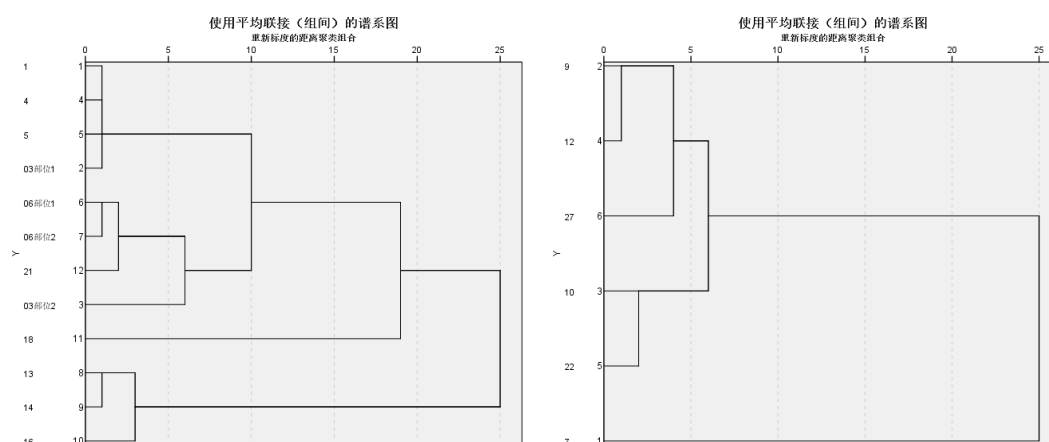 使用平均联接（组间）的谱系图
重新标度的距离聚类组合
0 5 10 15 20 25
1 1
4 4
5 5
03部位1 2
06部位1 6
06部位2 7
21 12
03部位2 3
18 11
13 8
14 9
16 10
Y
使用平均联接（组间）的谱系图
重新标度的距离聚类组合
0 5 10 15 20 25
9 2
12 4
27 6
10 3
22 5
7 1
Y